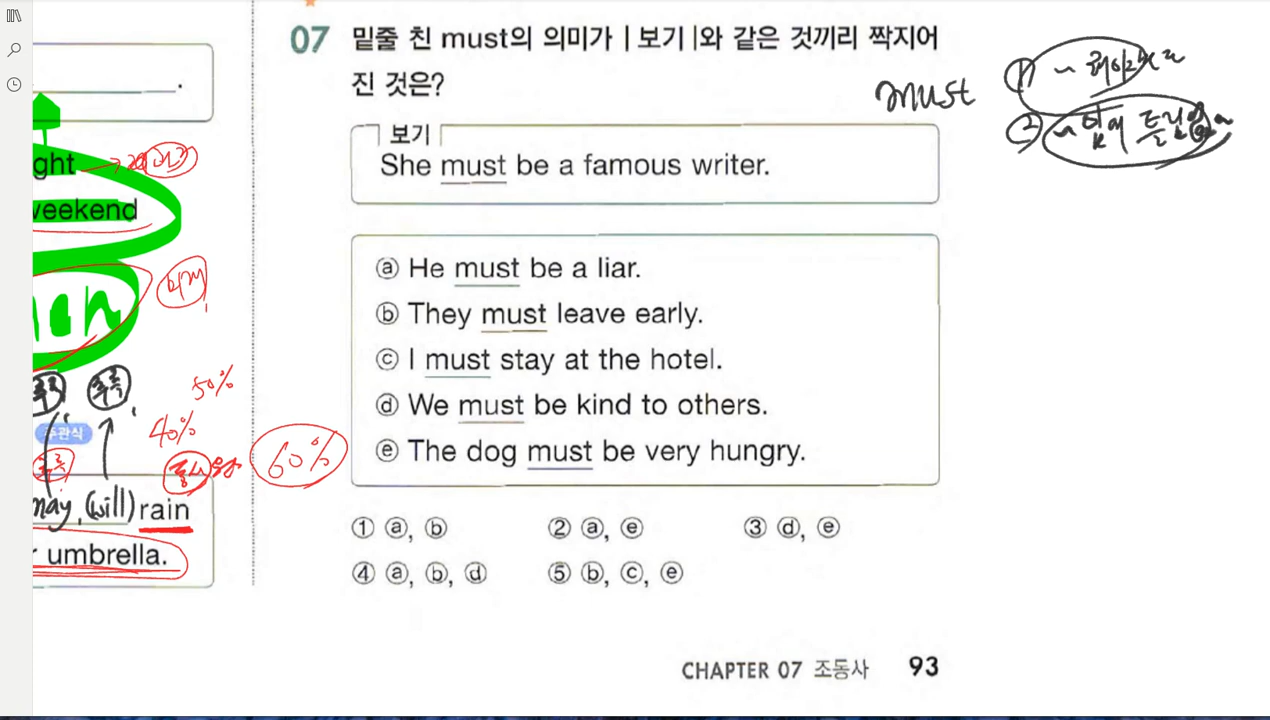 07 밑줄 친 must의 의미가 | 보기 |와 같은 것끼리 짝지어
진 것은?
must
①
②
보기
She must be a famous writer.
ⓐ He must be a liar.
ⓑ They must leave early.
ⓒ I must stay at the hotel.
ⓓ We must be kind to others.
ⓔ The dog must be very hungry.
① ⓐ, ⓑ
② ⓐ, ⓔ
③ ⓓ, ⓔ
④ ⓐ, ⓑ, ⓓ
⑤ ⓑ, ⓒ, ⓔ
CHAPTER 07 조동사 93
ght
weekend
추측
50%
40%
60%
may, (will) rain
umbrella.